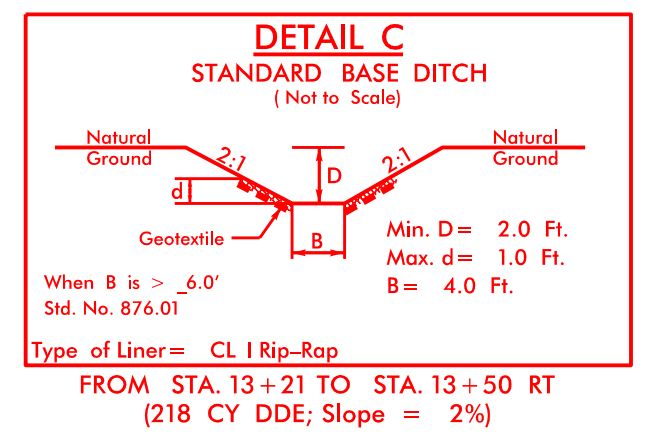 DETAIL C
STANDARD BASE DITCH
( Not to Scale)
Natural
Ground
2:1
D
2:1
Natural
Ground
d
Geotextile
B
Min. D= 2.0 Ft.
Max. d= 1.0 Ft.
B= 4.0 Ft.
When B is > _6.0'
Std. No. 876.01
Type of Liner= CL I Rip-Rap
FROM STA. 13+21 TO STA. 13+50 RT
(218 CY DDE; Slope = 2%)